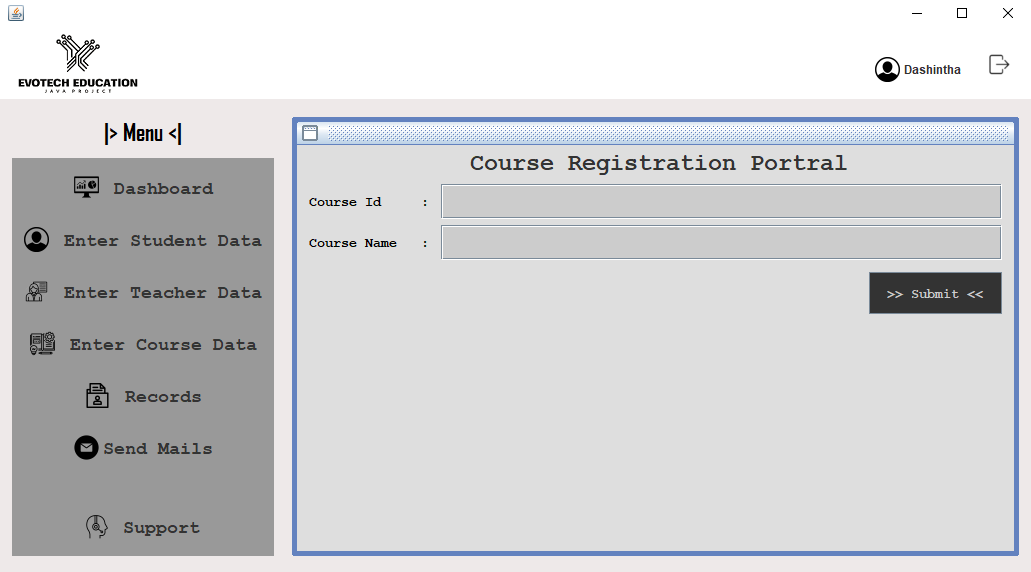 EVOTECH EDUCATION
JAVA PROJECT
Dashintha
|> Menu <|
Dashboard
Enter Student Data
Enter Teacher Data
Enter Course Data
Records
Send Mails
Support
Course Registration Portral
Course Id :
Course Name :
>> Submit <<